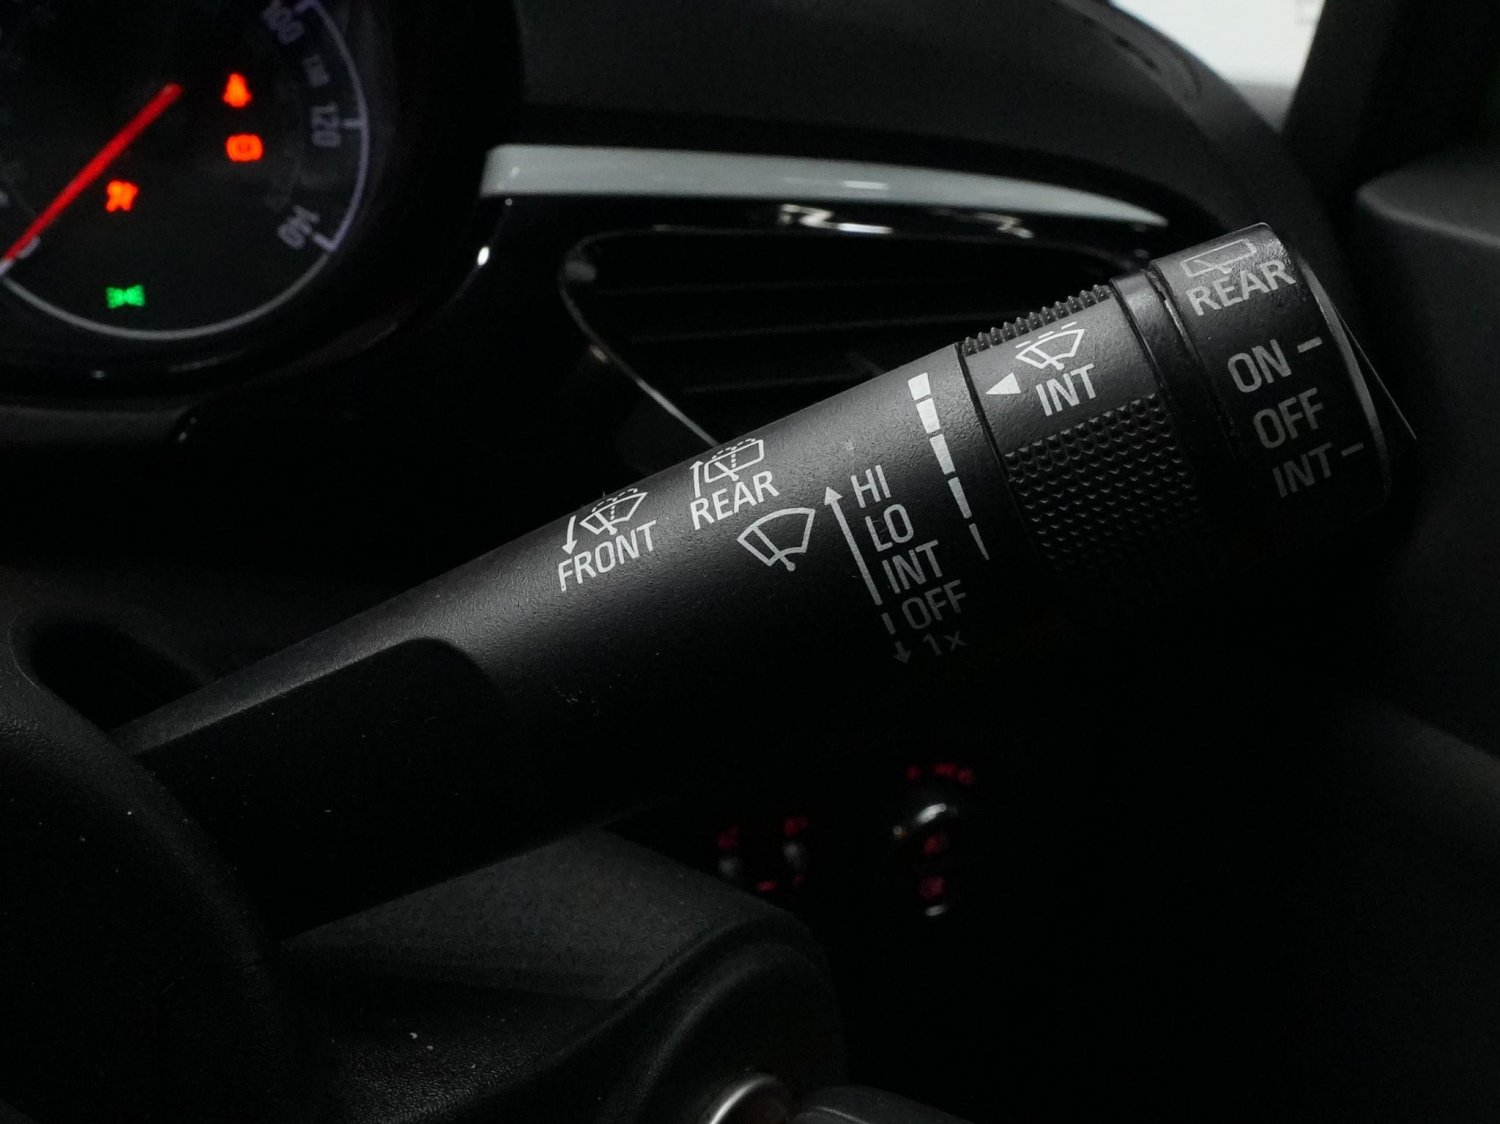 100
120
140
REAR
ON
OFF
INT
INT
REAR
FRONT
HI
LO
INT
OFF
1x